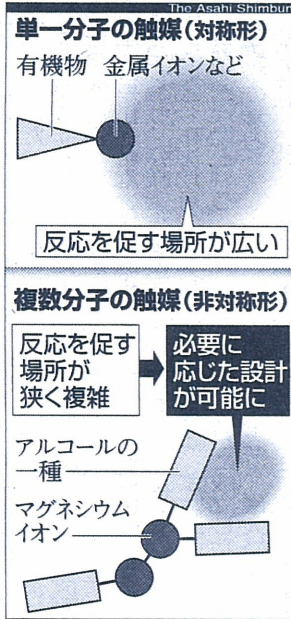 The Asahi Shimbun
単一分子の触媒(対称形)
有機物 金属イオンなど
反応を促す場所が広い
複数分子の触媒(非対称形)
反応を促す
場所が
狭く複雑
必要に
応じた設計
が可能に
アルコールの
一種
マグネシウム
イオン